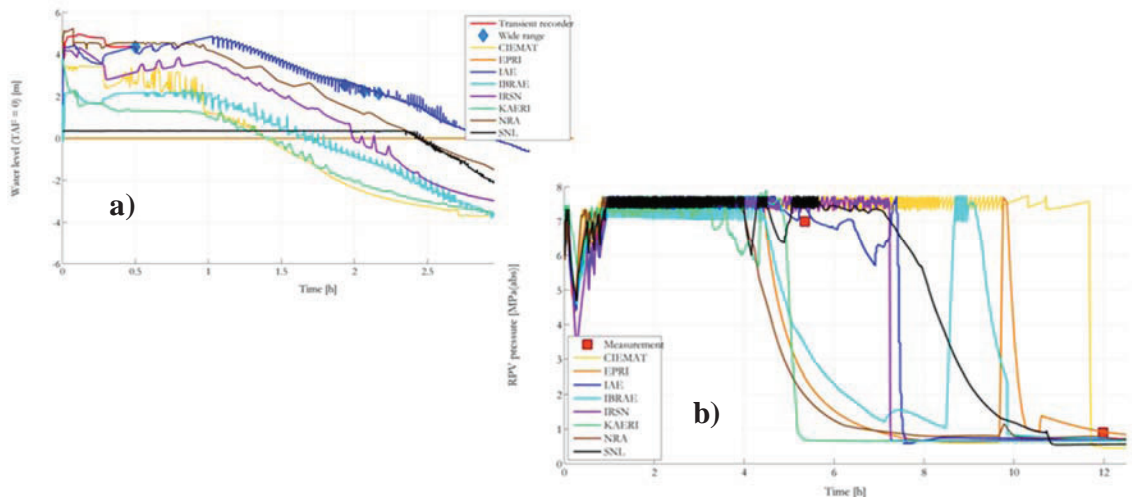 6
4
2
0
-2
-4
-6
Water level (TAF = 0) [m]
0
0.5
1
1.5
2
2.5
Time [h]
Transient recorder
Wide range
CIEMAT
EPRI
IAE
IBRAE
IRSN
KAERI
NRA
SNL
a)
8
7
6
5
4
3
2
1
0
RPV pressure [MPa(abs)]
0
2
4
6
8
10
12
Time [h]
Measurement
CIEMAT
EPRI
IAE
IBRAE
IRSN
KAERI
NRA
SNL
b)